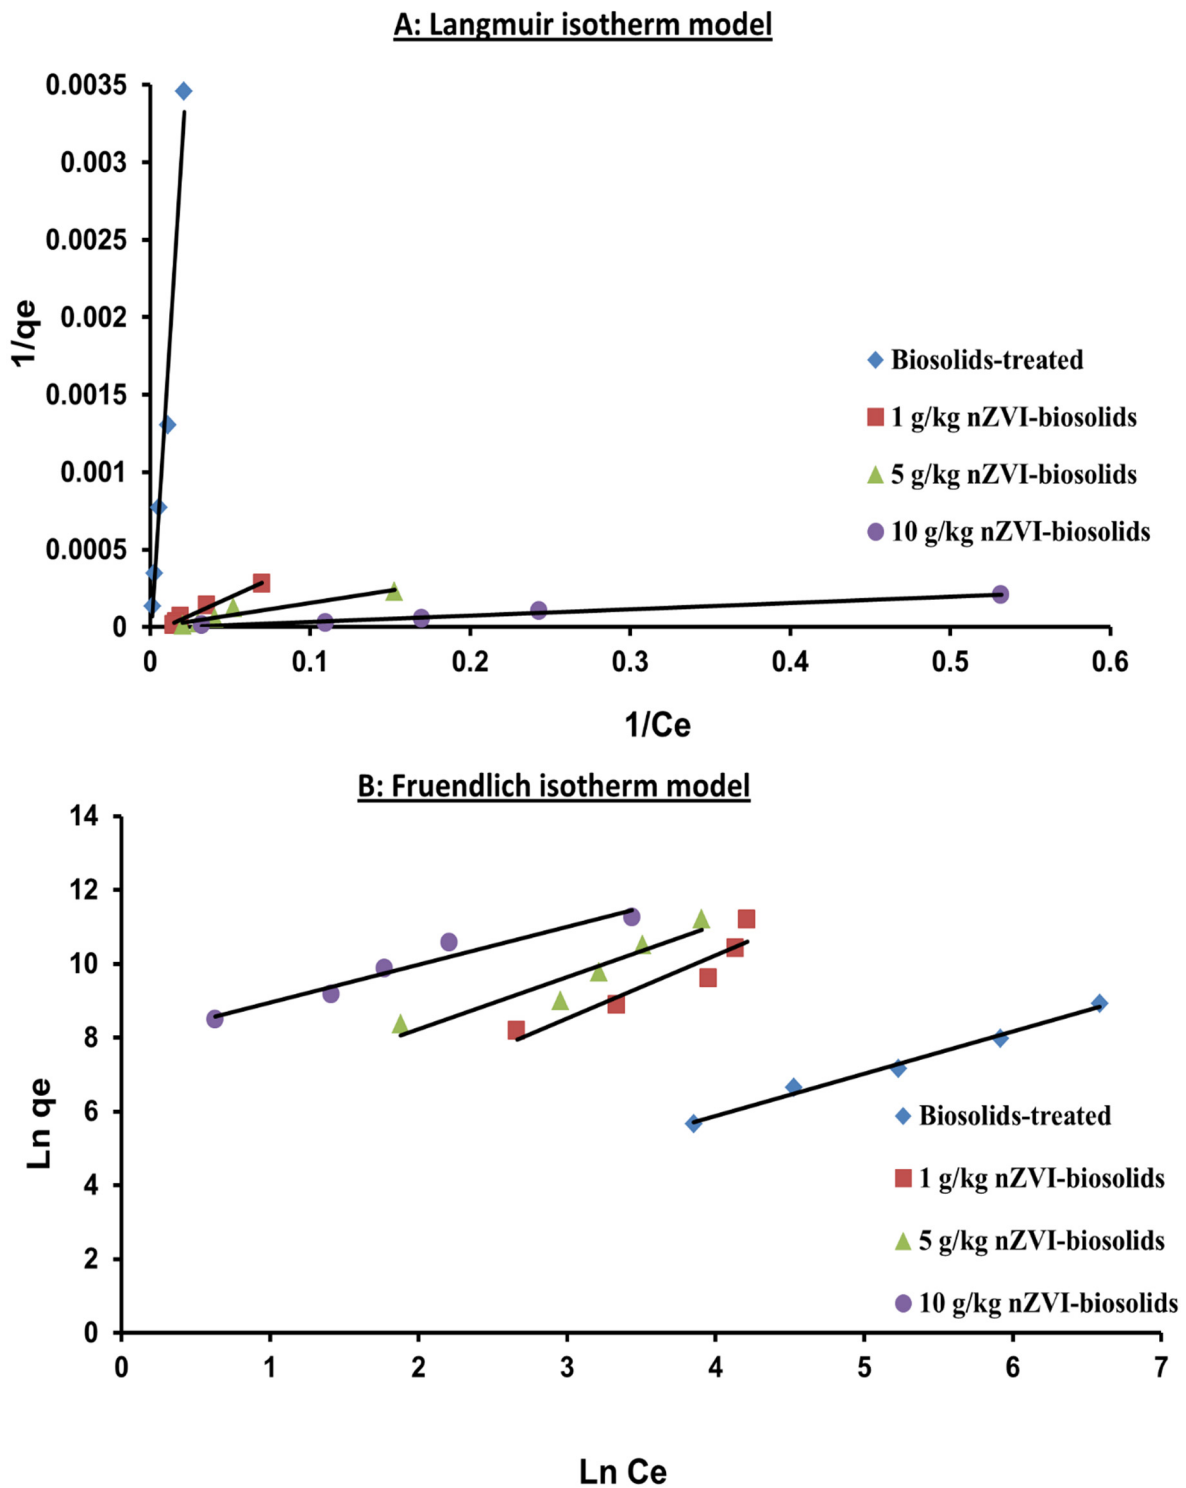 A: Langmuir isotherm model
0.0035
0.003
0.0025
0.002
0.0015
0.001
0.0005
0
1/qe
Biosolids-treated
1 g/kg nZVI-biosolids
5 g/kg nZVI-biosolids
10 g/kg nZVI-biosolids
0 0.1 0.2 0.3 0.4 0.5 0.6
1/Ce
B: Fruendlich isotherm model
14
12
10
8
6
4
2
0
Ln qe
Biosolids-treated
1 g/kg nZVI-biosolids
5 g/kg nZVI-biosolids
10 g/kg nZVI-biosolids
0 1 2 3 4 5 6 7
Ln Ce